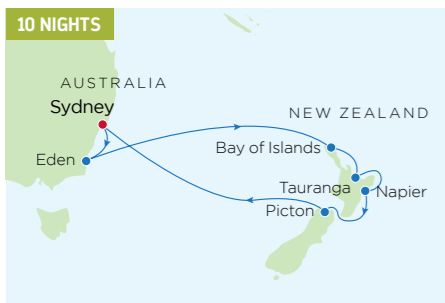 10 NIGHTS
AUSTRALIA
Sydney
NEW ZEALAND
Eden
Bay of Islands
Tauranga
Napier
Picton